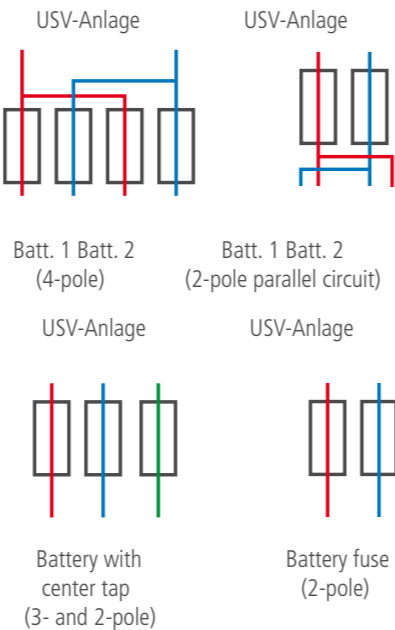 USV-Anlage
USV-Anlage
Batt. 1 Batt. 2
(4-pole)
Batt. 1 Batt. 2
(2-pole parallel circuit)
USV-Anlage
USV-Anlage
Battery with
center tap
(3- and 2-pole)
Battery fuse
(2-pole)